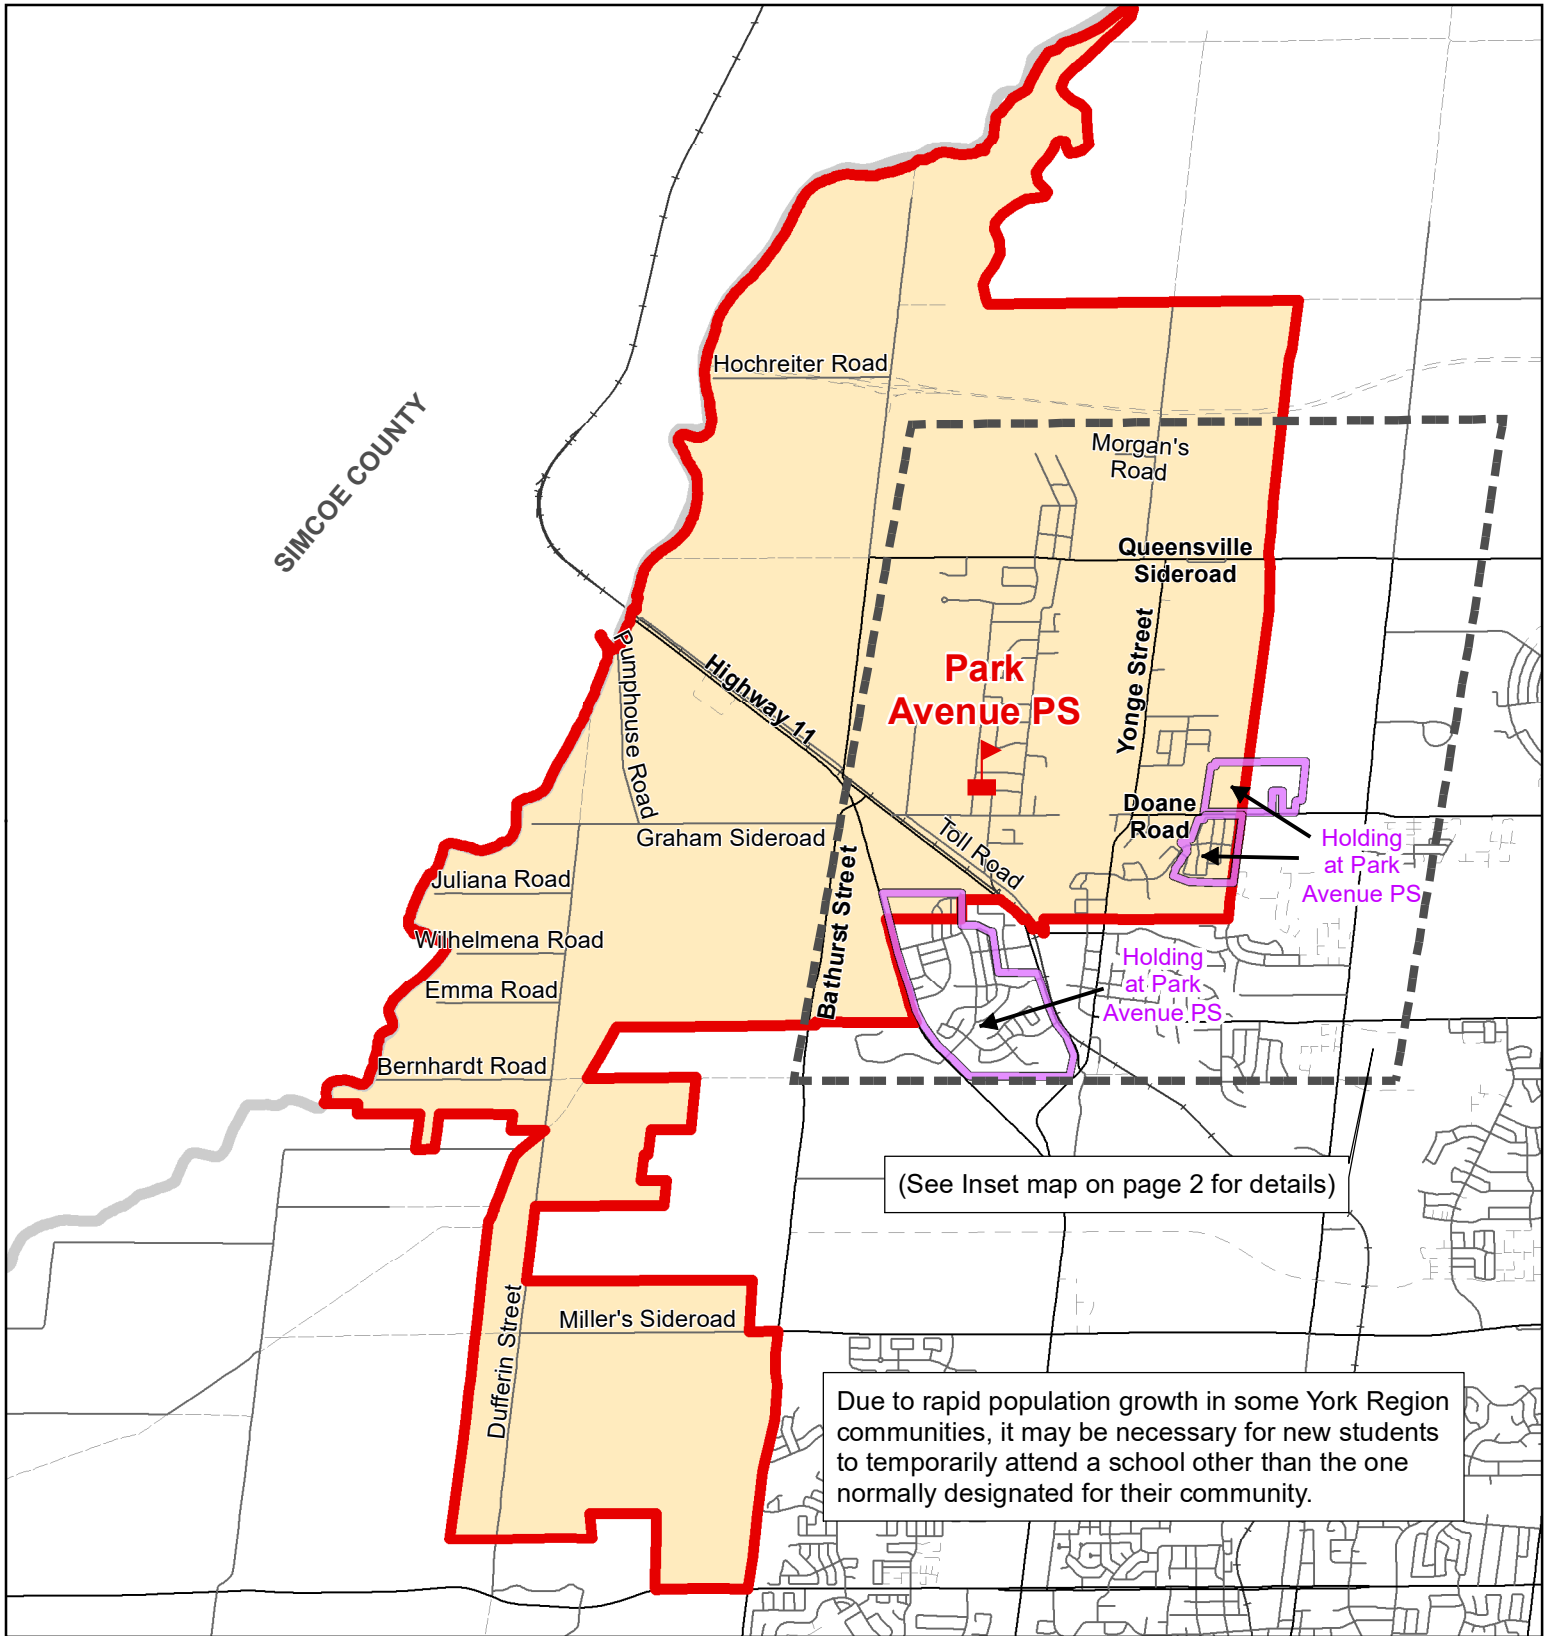 Hochreiter Road
SIMCOE COUNTY
Morgan's
Road
Queensville
Sideroad
Pumphouse Road
Highway 11
Park
Avenue PS
Yonge Street
Doane
Road
Graham Sideroad
Toll Road
Holding
at Park
Avenue PS
Juliana Road
Bathurst Street
Wilhelmena Road
Holding
at Park
Avenue PS
Emma Road
Bernhardt Road
(See Inset map on page 2 for details)
Dufferin Street
Miller's Sideroad
Due to rapid population growth in some York Region
communities, it may be necessary for new students
to temporarily attend a school other than the one
normally designated for their community.